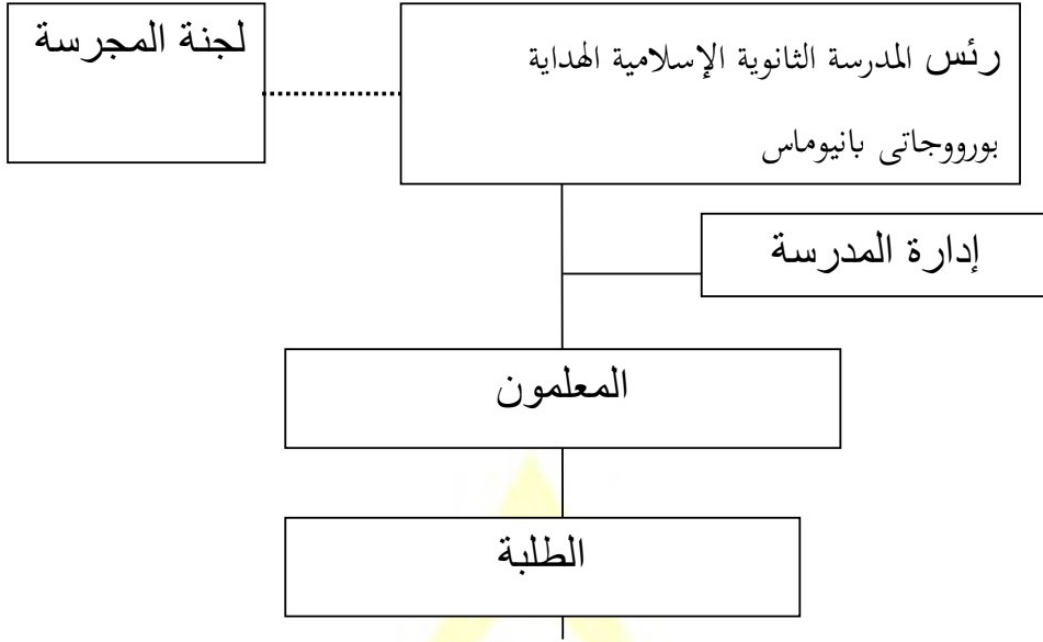 لجنة المجرسة
رئس المدرسة الثانوية الإسلامية الهداية
بورووجاتى بانيوماس
إدارة المدرسة
المعلمون
الطلبة